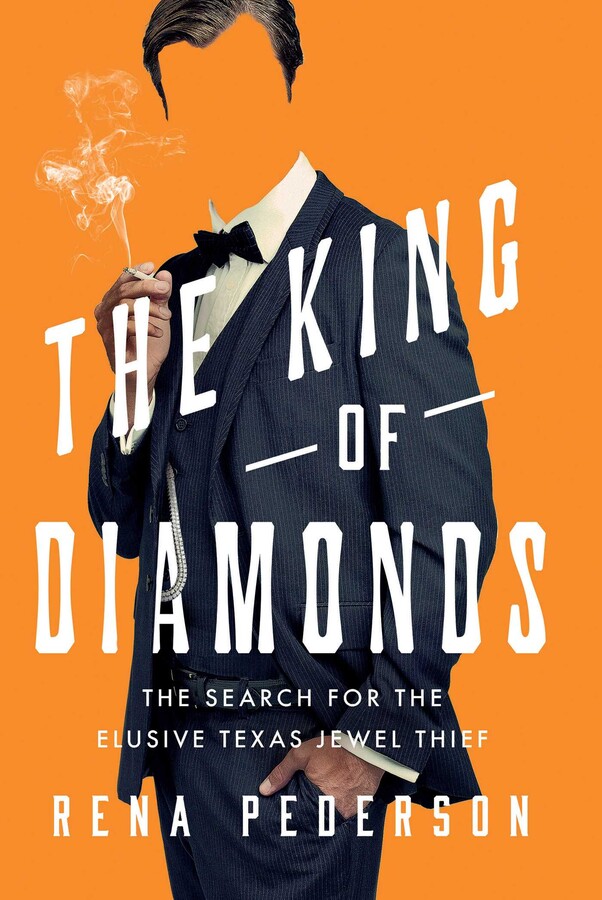 THE KING
OF
DIAMONDS
THE SEARCH FOR THE
ELUSIVE TEXAS JEWEL THIEF
RENA PEDERSON